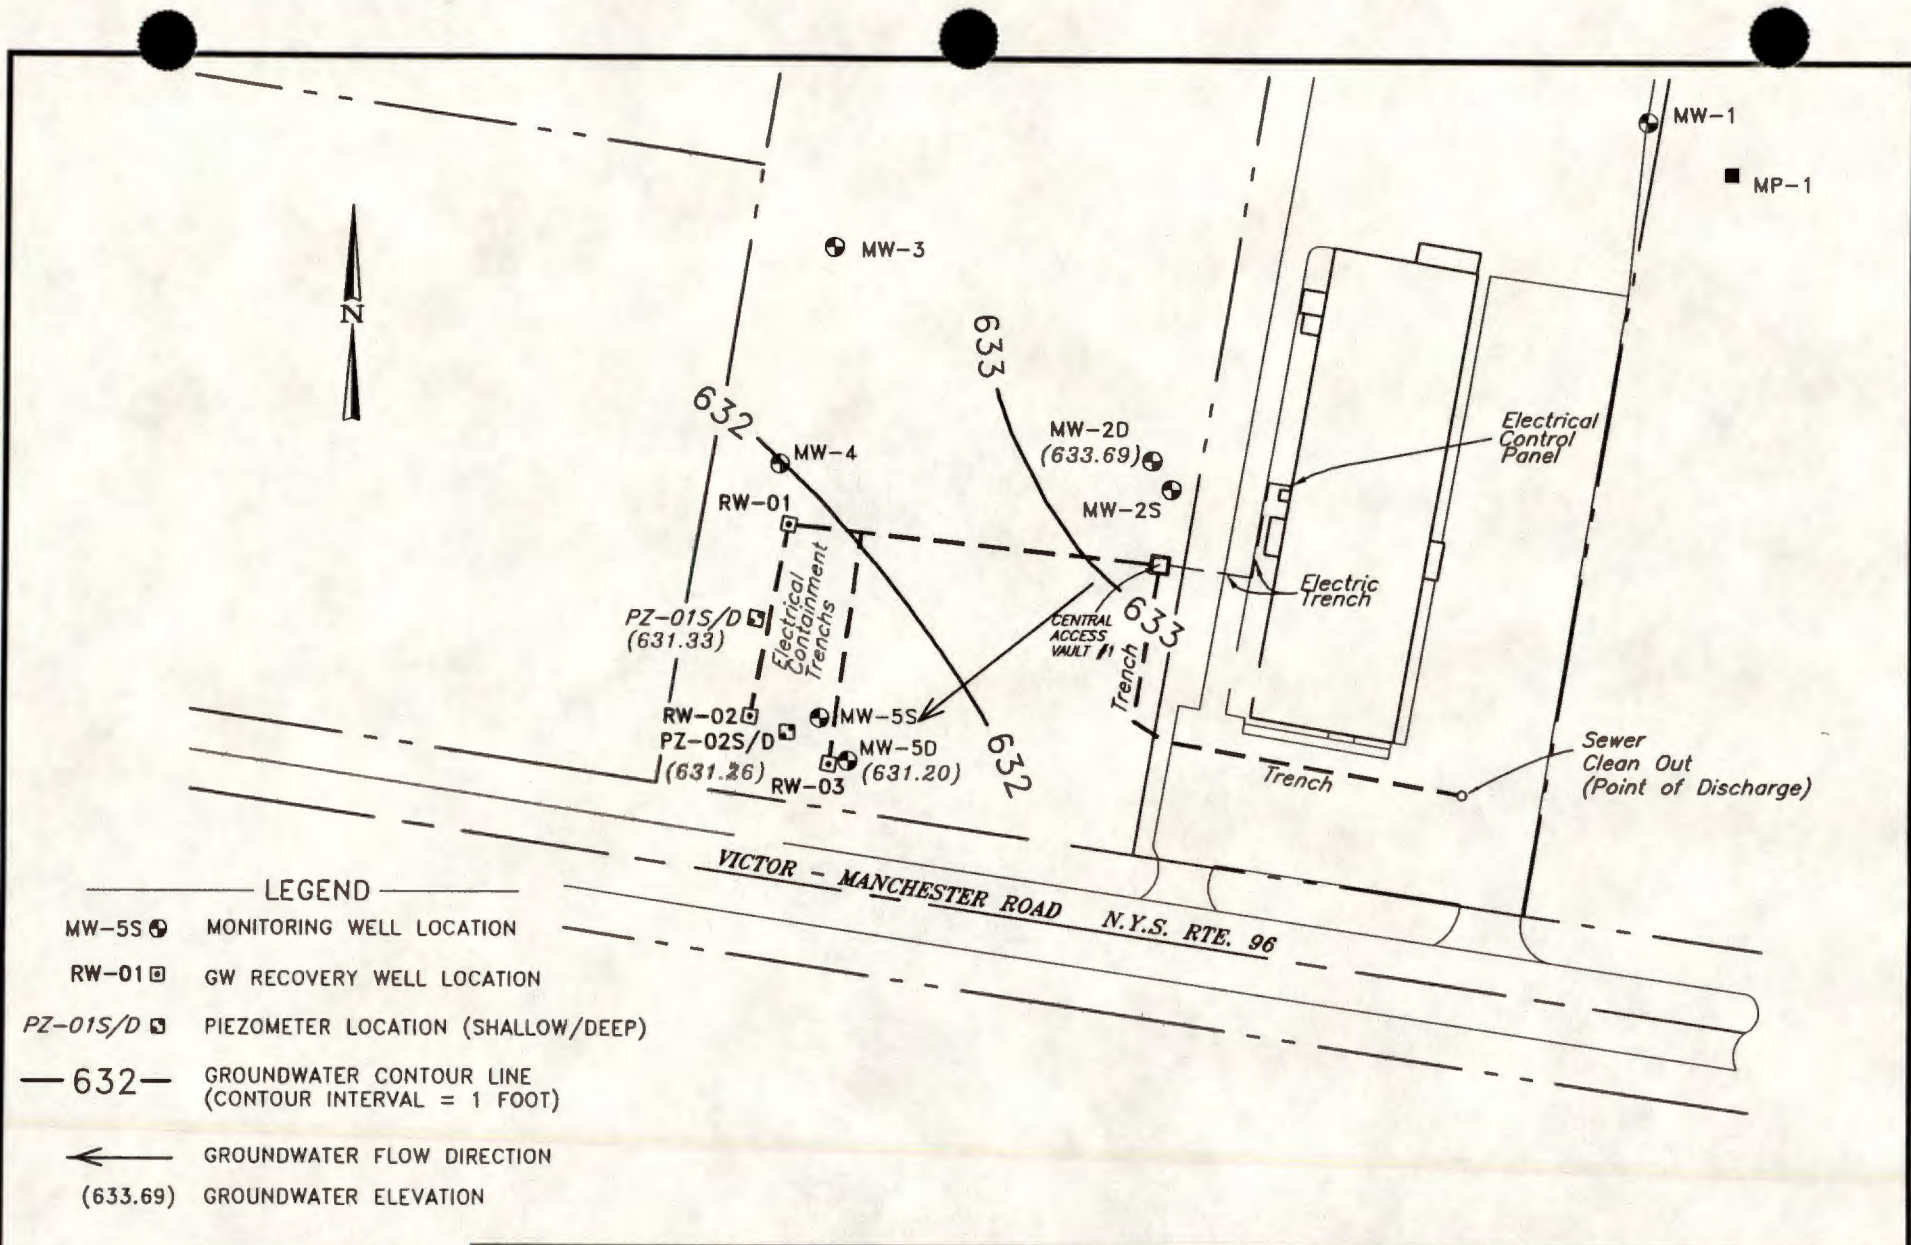 MW-1
MP-1
MW-3
N
633
632
MW-2D
(633.69)
MW-4
MW-2S
RW-01
Electrical
Control
Panel
Electrical
Containment
Trenchs
Electric
Trench
PZ-01S/D
(631.33)
CENTRAL
ACCESS
VAULT #1
633
Trench
RW-02
MW-5S
PZ-02S/D
(631.26)
MW-5D
(631.20)
RW-03
632
Trench
Sewer
Clean Out
(Point of Discharge)
VICTOR - MANCHESTER ROAD N.Y.S. RTE. 96
LEGEND
MW-5S MONITORING WELL LOCATION
RW-01 GW RECOVERY WELL LOCATION
PZ-01S/D PIEZOMETER LOCATION (SHALLOW/DEEP)
632 GROUNDWATER CONTOUR LINE
(CONTOUR INTERVAL = 1 FOOT)
GROUNDWATER FLOW DIRECTION
(633.69) GROUNDWATER ELEVATION